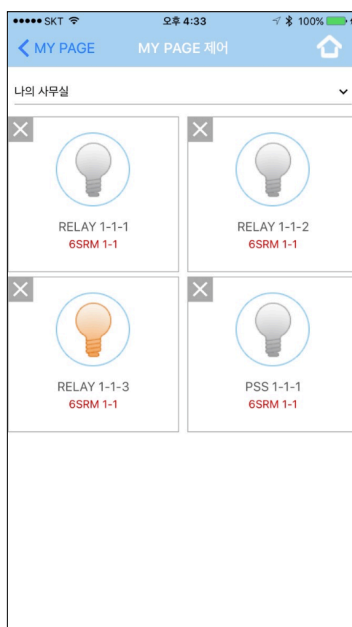 SKT 오후 4:33 100%
MY PAGE MY PAGE 제어
나의 사무실
RELAY 1-1-1 RELAY 1-1-2
6SRM 1-1 6SRM 1-1
RELAY 1-1-3 PSS 1-1-1
6SRM 1-1 6SRM 1-1